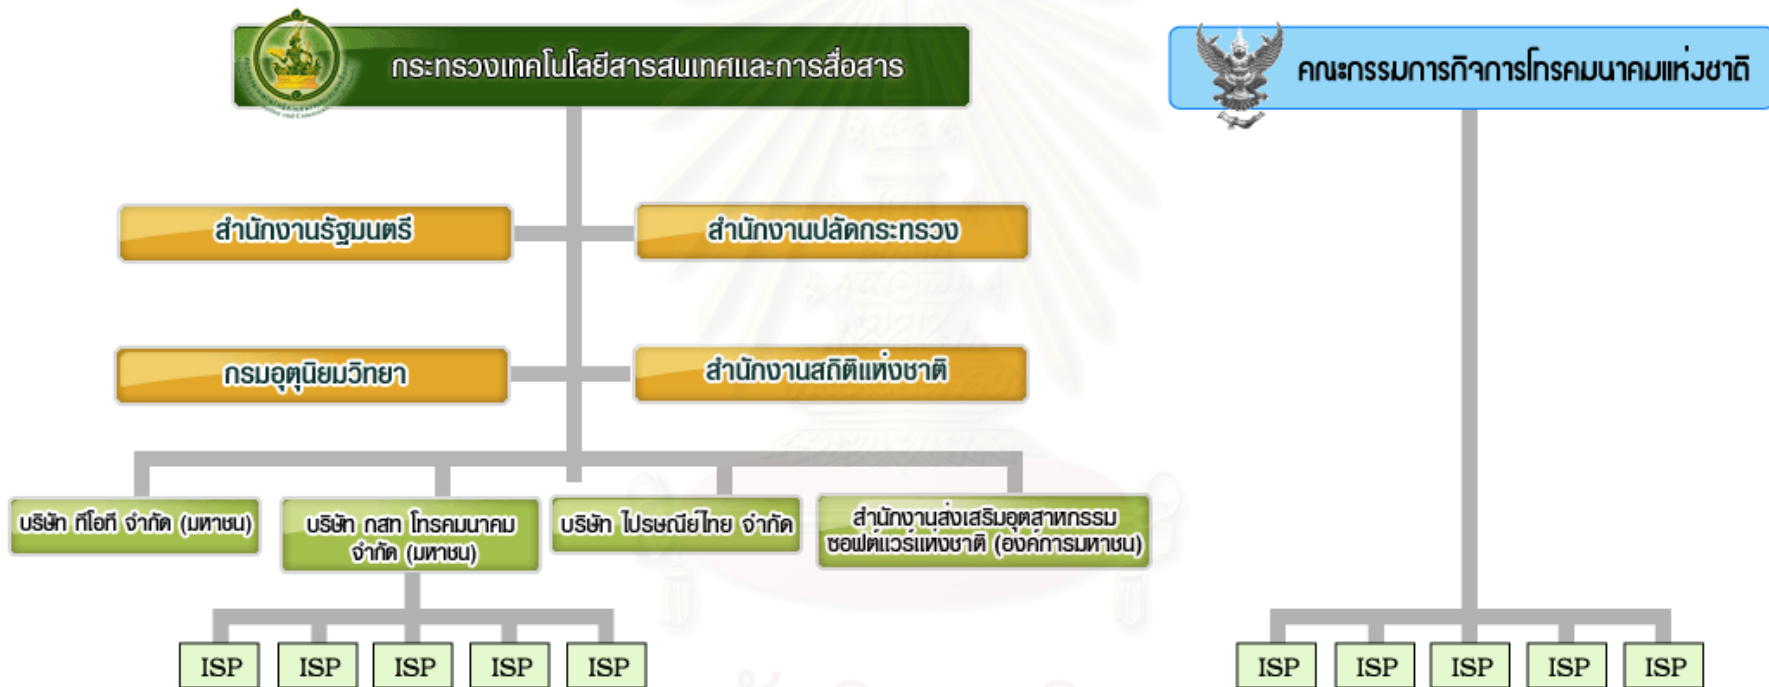 กระทรวงเทคโนโลยีสารสนเทศและการสื่อสาร
คณะกรรมการกิจการโทรคมนาคมแห่งชาติ
สำนักงานรัฐมนตรี
สำนักงานปลัดกระทรวง
กรมอุตุนิยมวิทยา
สำนักงานสถิติแห่งชาติ
บริษัท ทีโอที จำกัด (มหาชน)
บริษัท กสท โทรคมนาคม
จำกัด (มหาชน)
บริษัท ไปรษณีย์ไทย จำกัด
สำนักงานส่งเสริมอุตสาหกรรม
ซอฟต์แวร์แห่งชาติ (องค์การมหาชน)
ISP ISP ISP ISP ISP
ISP ISP ISP ISP ISP